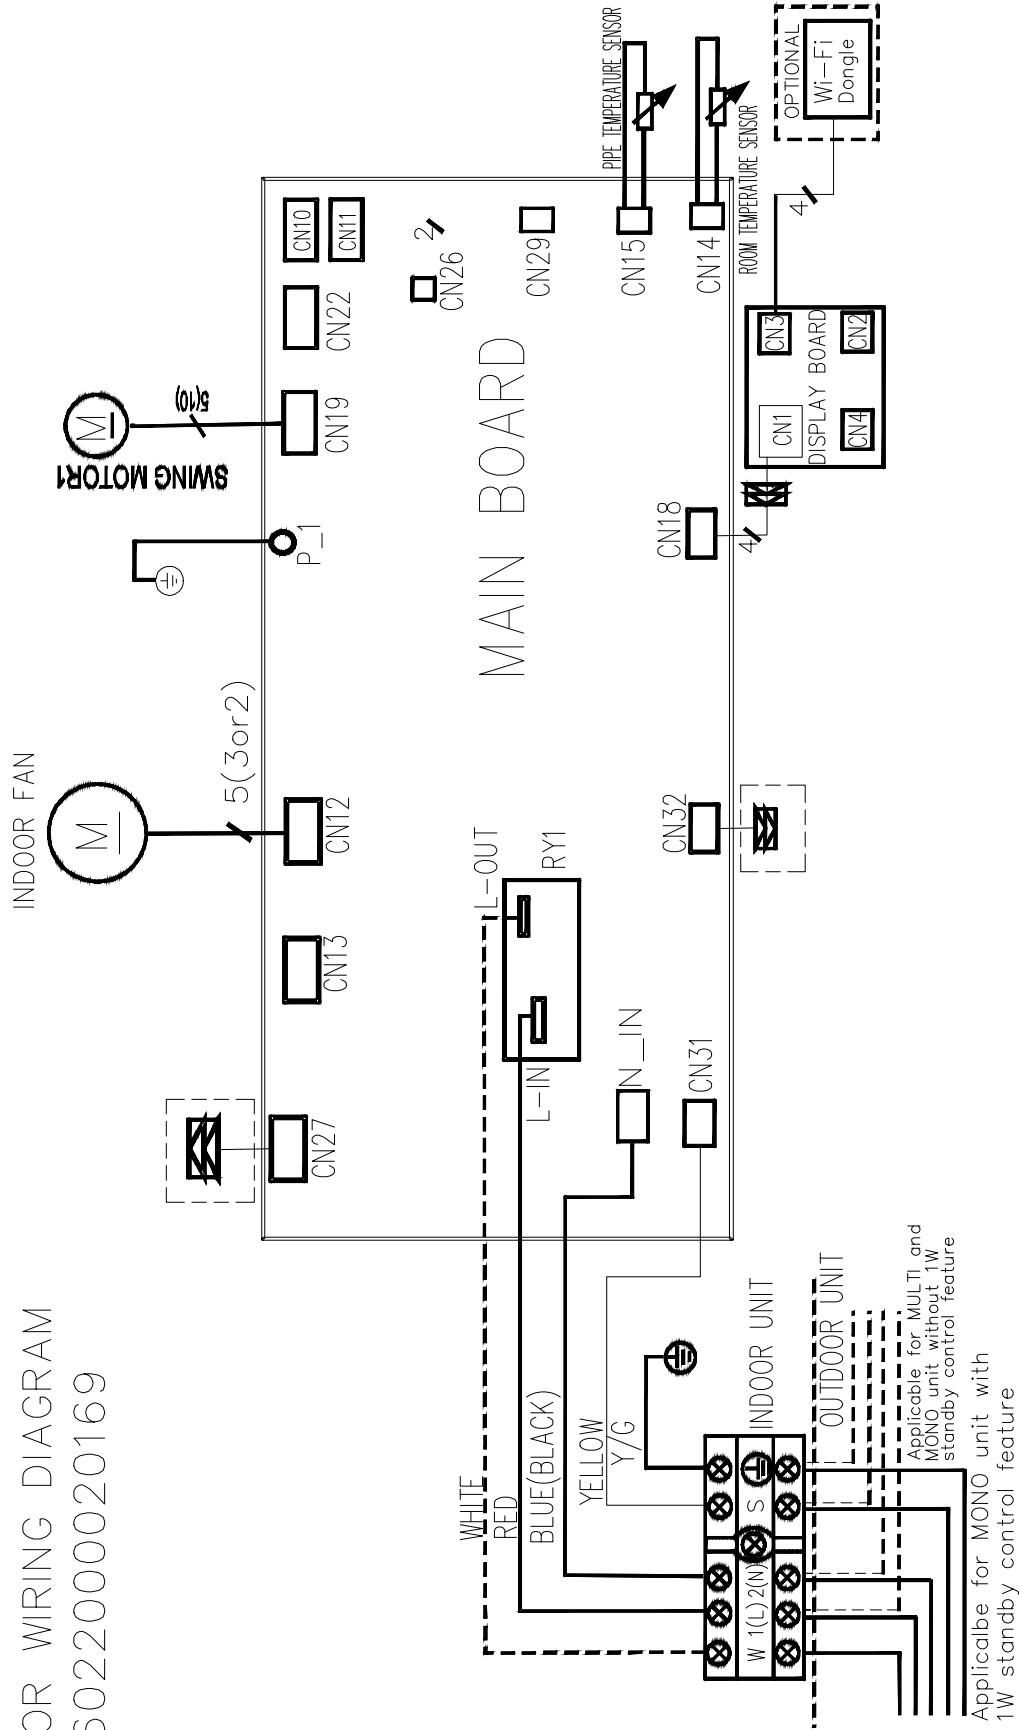 OR WIRING DIAGRAM
6022000020169
INDOOR FAN
M
5(3or2)
SWING MOTOR1
M
5(10)
P_1
CN27
CN13
CN12
CN19
CN22
CN10
CN11
2
CN26
CN29
MAIN BOARD
L-OUT
RY1
L-IN
N_IN
CN31
CN32
CN18
4
CN15
CN14
PIPE TEMPERATURE SENSOR
ROOM TEMPERATURE SENSOR
OPTIONAL
Wi-Fi
Dongle
4
CN3
CN2
CN1
CN4
DISPLAY BOARD
WHITE
RED
BLUE(BLACK)
YELLOW
Y/G
W 1(L) 2(N) S
INDOOR UNIT
OUTDOOR UNIT
Applicable for MULTI and
MONO unit without 1W
standby control feature
Applicalbe for MONO unit with
1W standby control feature